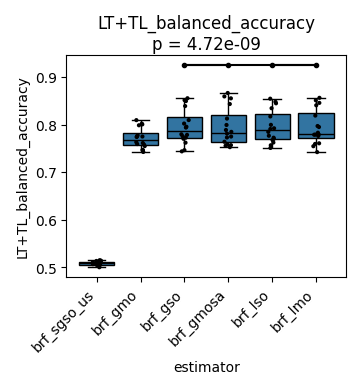 LT+TL_balanced_accuracy
p = 4.72e-09
LT+TL_balanced_accuracy
0.9
0.8
0.7
0.6
0.5
brf_sgso_us
brf_gmo
brf_gso
brf_gmosa
brf_lso
brf_lmo
estimator